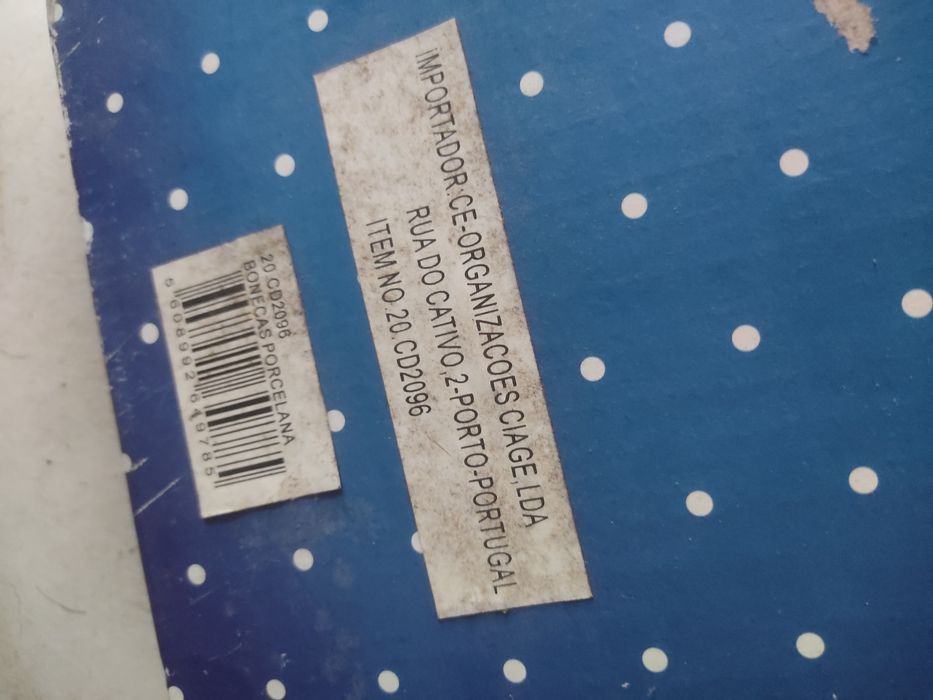 IMPORTADOR:CE-ORGANIZACOES CIAGE,LDA
RUA DO CATIVO,2-PORTO-PORTUGAL
ITEM NO.20.CD2096
20.CD2096
BONECAS PORCELANA
5608992649785